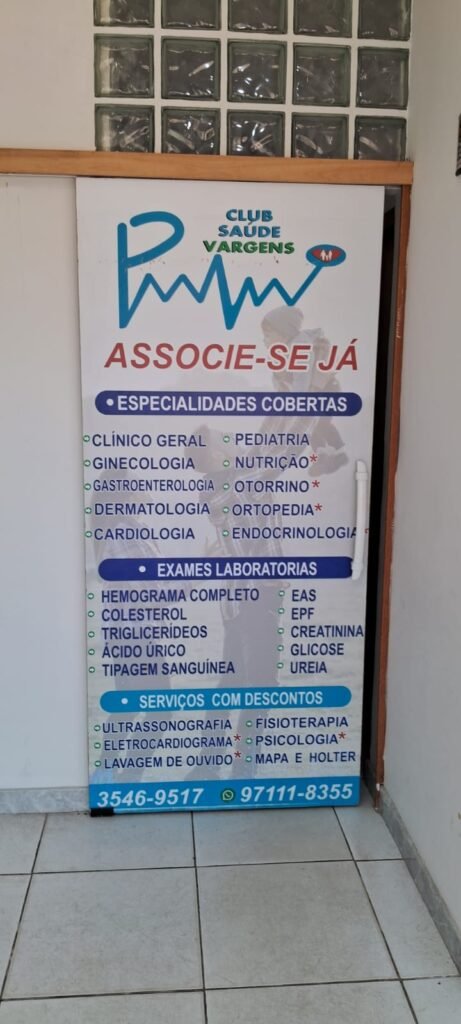 CLUB
SAÚDE
VARGENS
ASSOCIE-SE JÁ
• ESPECIALIDADES COBERTAS
CLÍNICO GERAL PEDIATRIA
GINECOLOGIA NUTRIÇÃO*
GASTROENTEROLOGIA OTORRINO*
DERMATOLOGIA ORTOPEDIA*
CARDIOLOGIA ENDOCRINOLOGIA*
• EXAMES LABORATORIAS
HEMOGRAMA COMPLETO EAS
COLESTEROL EPF
TRIGLICERÍDEOS CREATININA
ÁCIDO ÚRICO GLICOSE
TIPAGEM SANGUÍNEA UREIA
• SERVIÇOS COM DESCONTOS
ULTRASSONOGRAFIA FISIOTERAPIA
ELETROCARDIOGRAMA* PSICOLOGIA*
LAVAGEM DE OUVIDO* MAPA E HOLTER
3546-9517 97111-8355